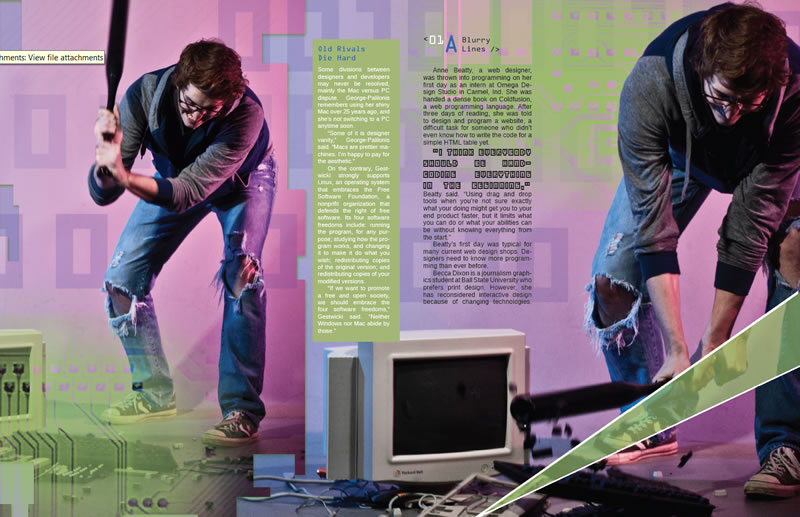 hments: View file attachments
Old Rivals
Die Hard
Some divisions between
designers and developers
may never be resolved,
mainly the Mac versus PC
dispute. George-Palilonis
remembers using her shiny
Mac over 25 years ago, and
she's not switching to a PC
anytime soon.
"Some of it is designer
vanity," George-Palilonis
said. "Macs are prettier ma-
chines. I'm happy to pay for
the aesthetic."
On the contrary, Gest-
wicki strongly supports
Linux, an operating system
that embraces the Free
Software Foundation, a
nonprofit organization that
defends the right of free
software. Its four software
freedoms include running
the program, for any pur-
pose; studying how the pro-
gram works, and changing
it to make it do what you
wish; redistributing copies
of the original version; and
redistributing copies of your
modified versions.
"If we want to promote
a free and open society,
we should embrace the
four software freedoms,"
Gestwicki said. "Neither
Windows nor Mac abide by
those."
<01 A Blurry
Lines />
Anne Beatty, a web designer,
was thrown into programming on her
first day as an intern at Omega De-
sign Studio in Carmel, Ind. She was
handed a dense book on Coldfusion,
a web programming language. After
three days of reading, she was told
to design and program a website, a
difficult task for someone who didn't
even know how to write the code for a
simple HTML table yet.
"I THINK EVERYBODY
SHOULD BE HARD-
CODING EVERYTHING
IN THE BEGINNING,"
Beatty said. "Using drag and drop
tools when you're not sure exactly
what your doing might get you to your
end product faster, but it limits what
you can do or what your abilities can
be without knowing everything from
the start."
Beatty's first day was typical for
many current web design shops. De-
signers need to know more program-
ming than ever before.
Becca Dixon is a journalism graph-
ics student at Ball State University who
prefers print design. However, she
has reconsidered interactive design
because of changing technologies.
Packard Bell